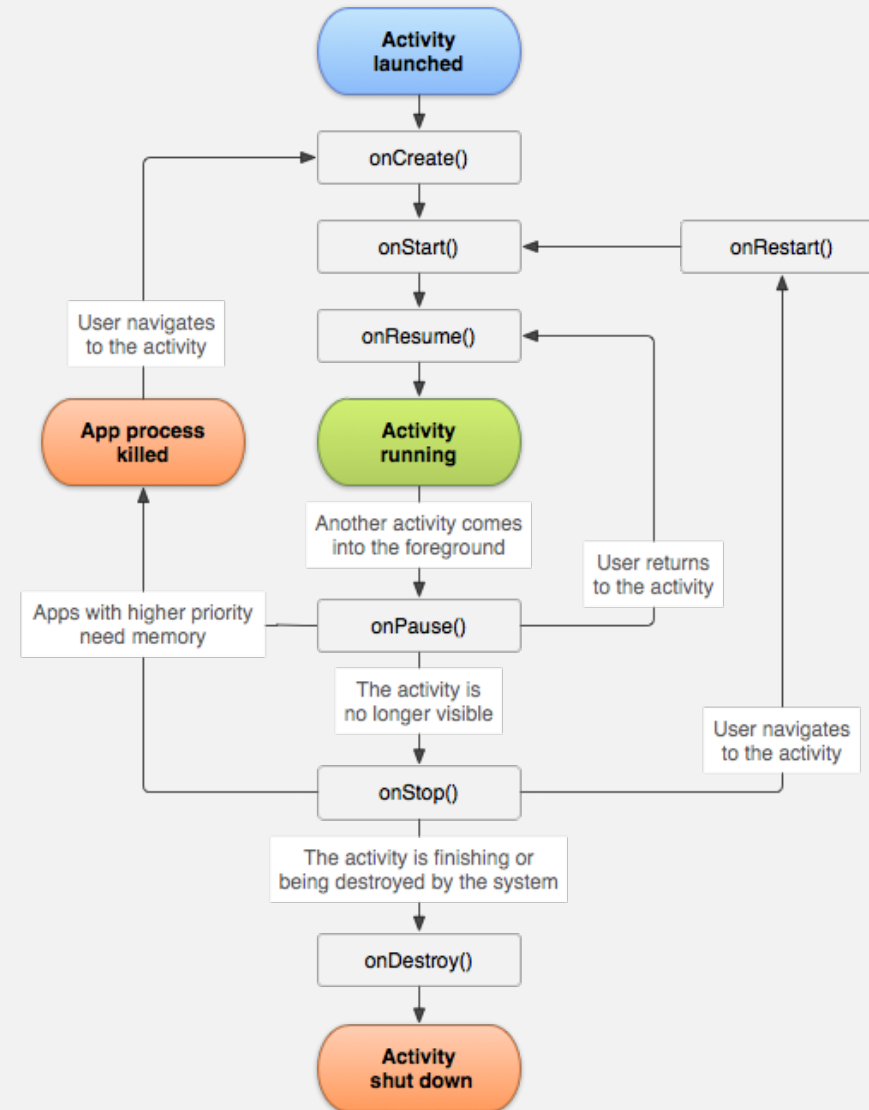 Activity
launched
onCreate()
onStart()
onRestart()
User navigates
to the activity
onResume()
App process
killed
Activity
running
Another activity comes
into the foreground
User returns
to the activity
Apps with higher priority
need memory
onPause()
The activity is
no longer visible
User navigates
to the activity
onStop()
The activity is finishing or
being destroyed by the system
onDestroy()
Activity
shut down